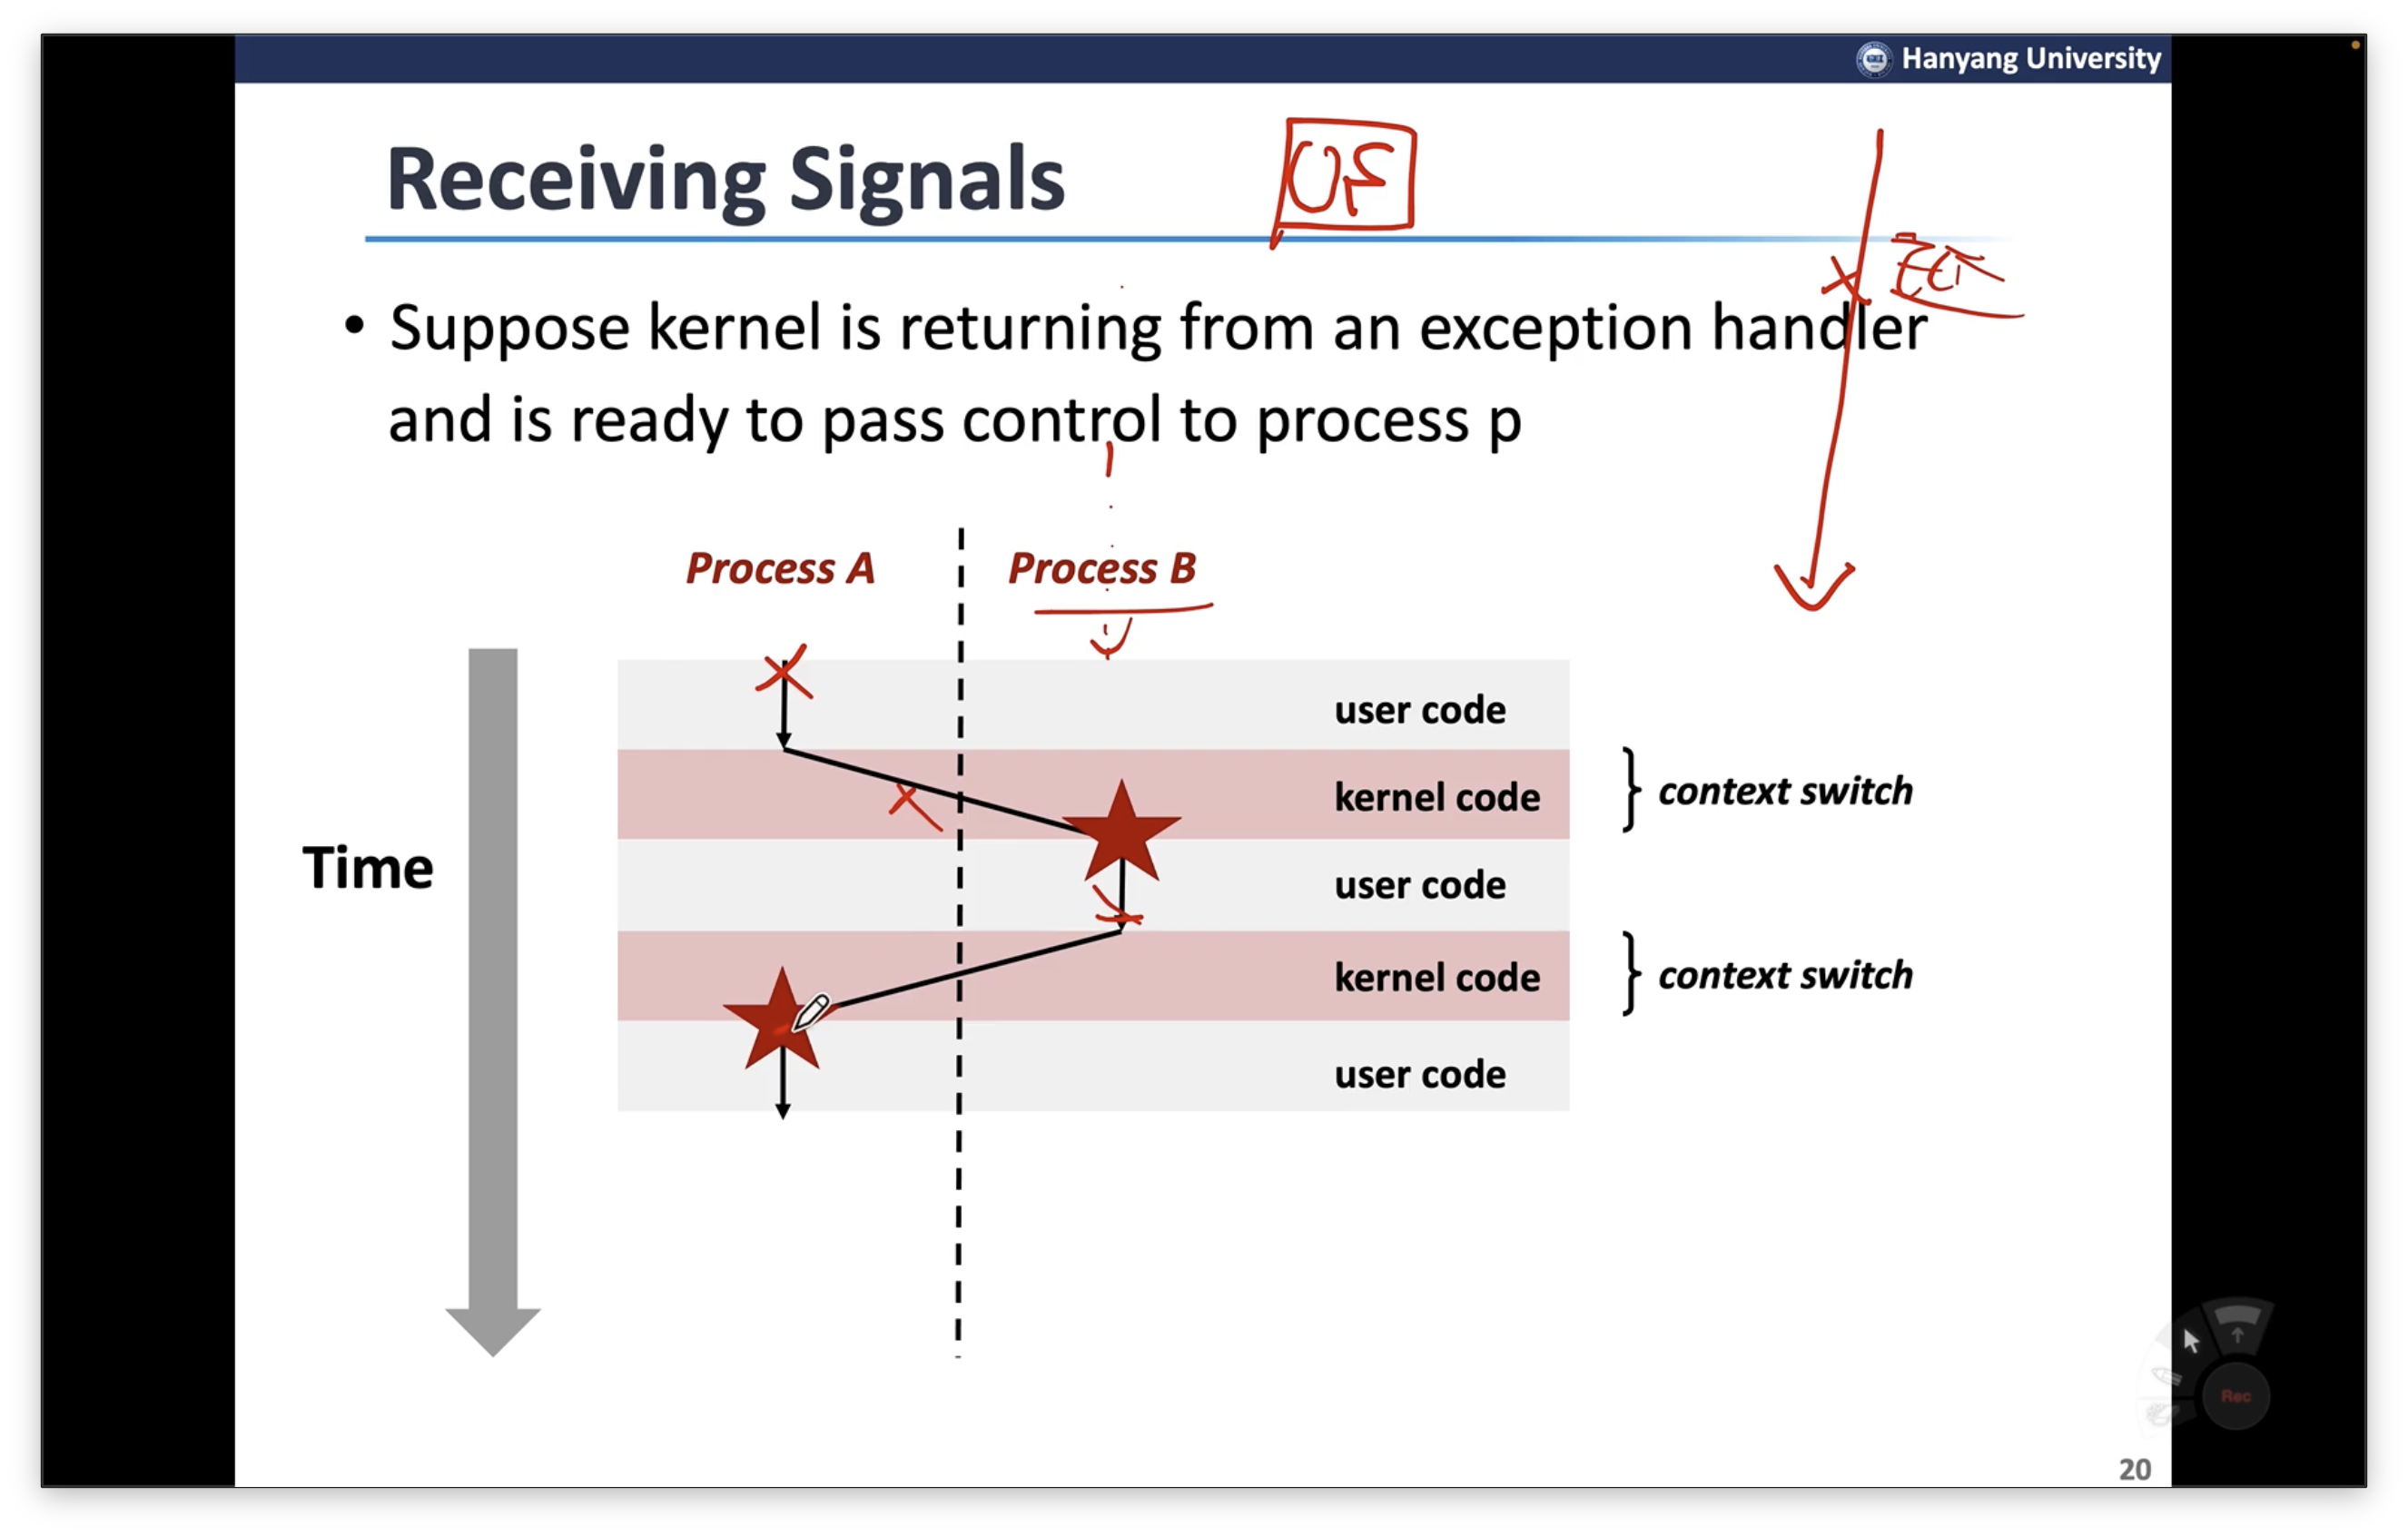 Hanyang University
Receiving Signals
• Suppose kernel is returning from an exception handler
and is ready to pass control to process p
Process A
Process B
user code
kernel code
context switch
Time
user code
kernel code
context switch
user code
Rec
20